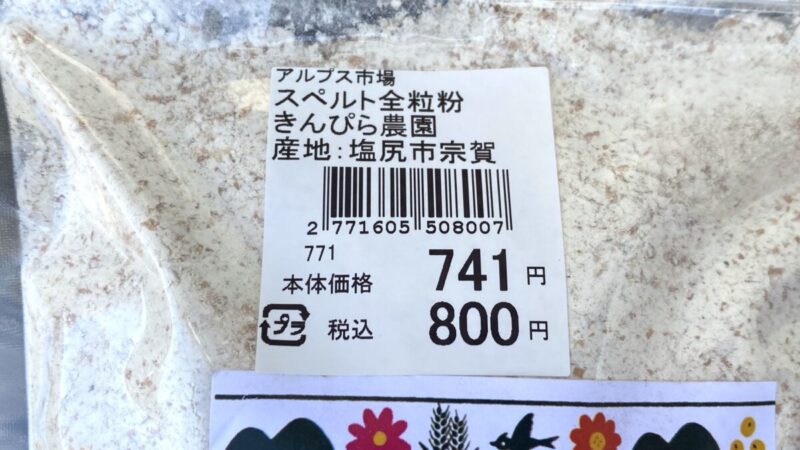 アルプス市場
スペルト全粒粉
きんぴら農園
産地:塩尻市宗賀
2 771605 508007
771
本体価格 741 円
プラ 税込 800 円